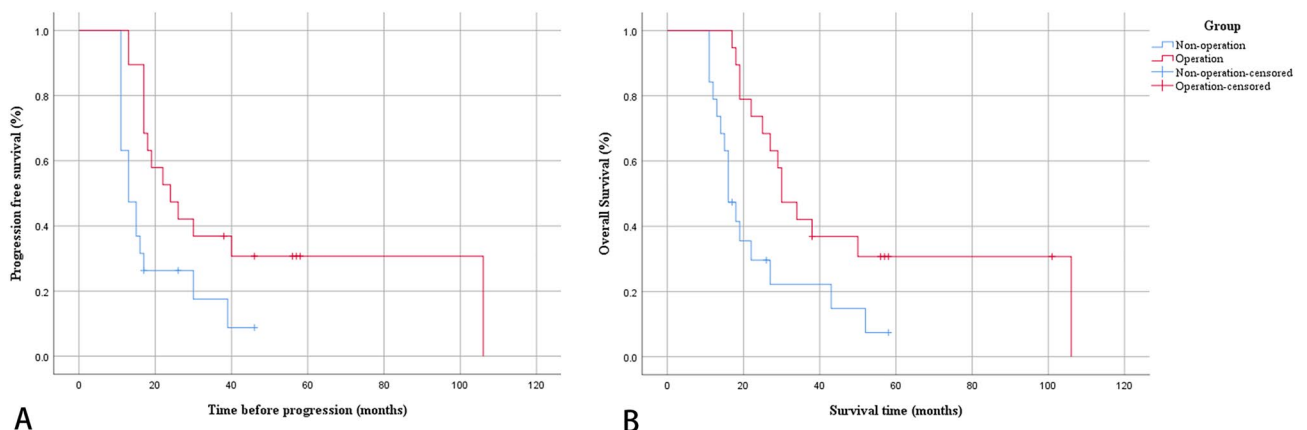 Progression free survival (%)
1.0
0.8
0.6
0.4
0.2
0.0
0 20 40 60 80 100 120
Time before progression (months)
A
Overall Survival (%)
1.0
0.8
0.6
0.4
0.2
0.0
0 20 40 60 80 100 120
Survival time (months)
B
Group
Non-operation
Operation
Non-operation-censored
Operation-censored